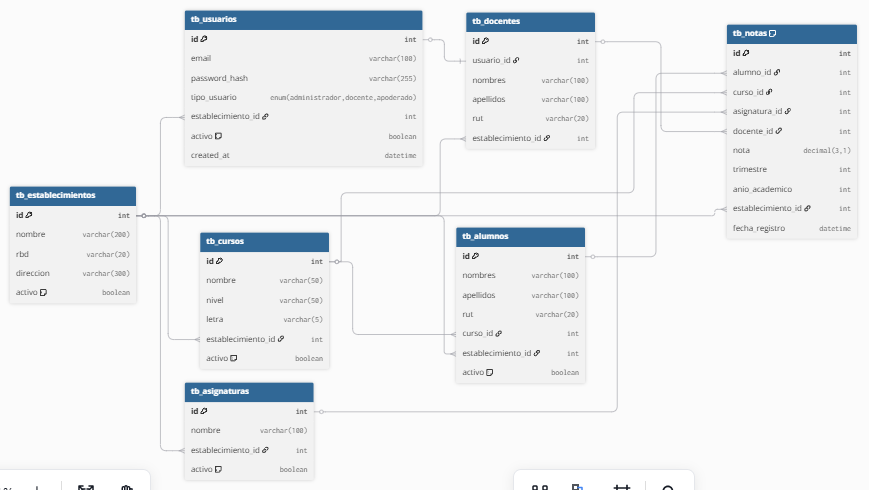 tb_usuarios
id int
email varchar(100)
password_hash varchar(255)
tipo_usuario enum(administrador,docente,apoderado)
establecimiento_id int
activo boolean
created_at datetime
tb_docentes
id int
usuario_id int
nombres varchar(100)
apellidos varchar(100)
rut varchar(20)
establecimiento_id int
tb_notas
id int
alumno_id int
curso_id int
asignatura_id int
docente_id int
nota decimal(3,1)
trimestre int
anio_academico int
establecimiento_id int
fecha_registro datetime
tb_establecimientos
id int
nombre varchar(200)
rbd varchar(20)
direccion varchar(300)
activo boolean
tb_cursos
id int
nombre varchar(50)
nivel varchar(50)
letra varchar(5)
establecimiento_id int
activo boolean
tb_alumnos
id int
nombres varchar(100)
apellidos varchar(100)
rut varchar(20)
curso_id int
establecimiento_id int
activo boolean
tb_asignaturas
id int
nombre varchar(100)
establecimiento_id int
activo boolean